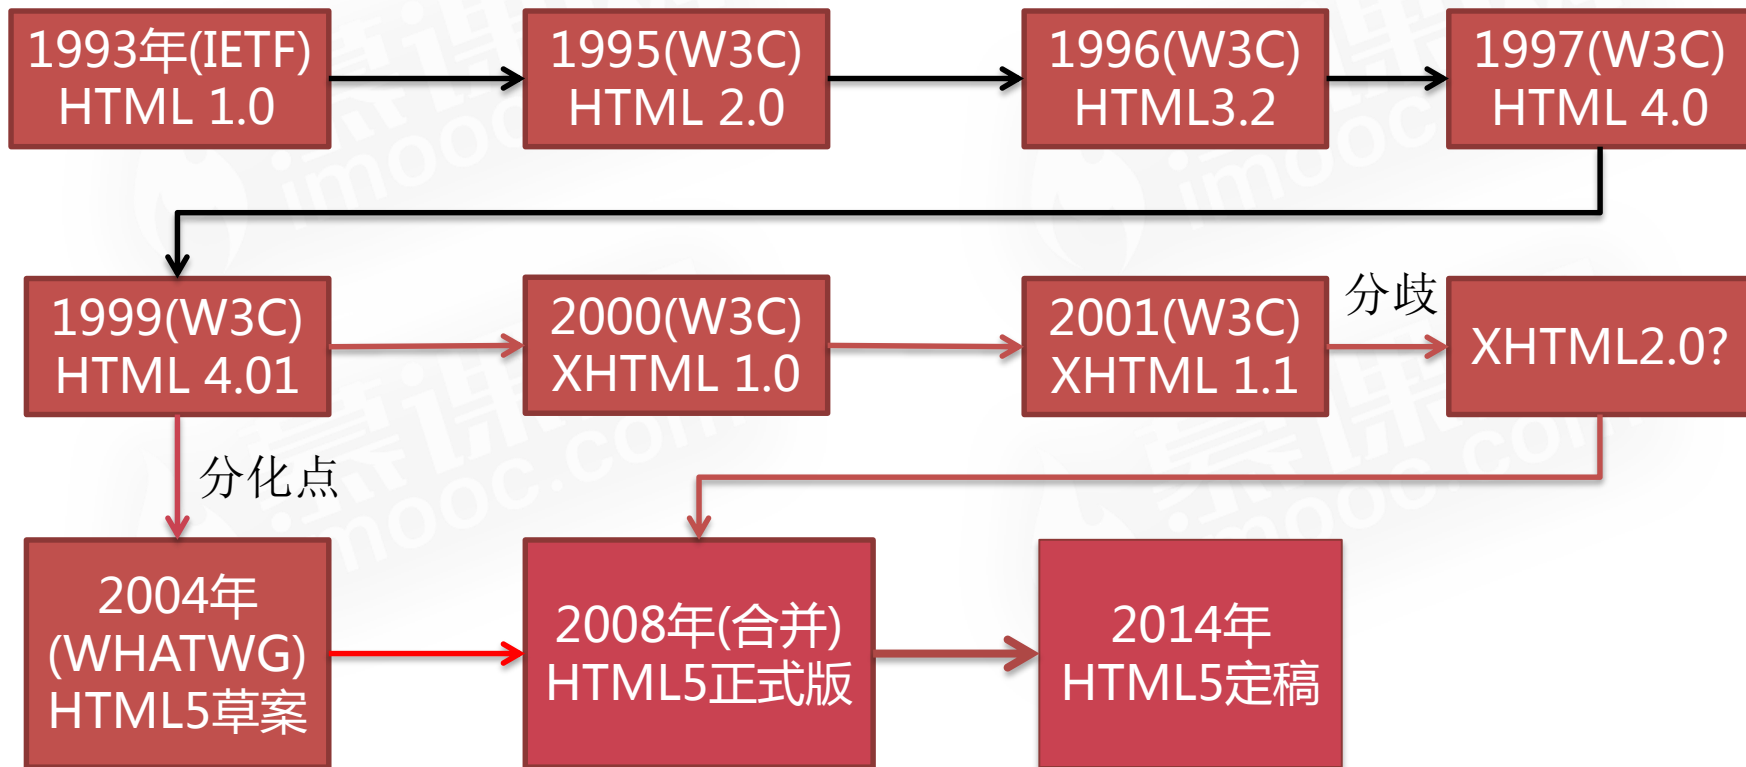 1993年(IETF)
HTML 1.0
1995(W3C)
HTML 2.0
1996(W3C)
HTML3.2
1997(W3C)
HTML 4.0
1999(W3C)
HTML 4.01
2000(W3C)
XHTML 1.0
2001(W3C)
XHTML 1.1
分歧
XHTML2.0?
分化点
2004年
(WHATWG)
HTML5草案
2008年(合并)
HTML5正式版
2014年
HTML5定稿
慕课
imooc.com